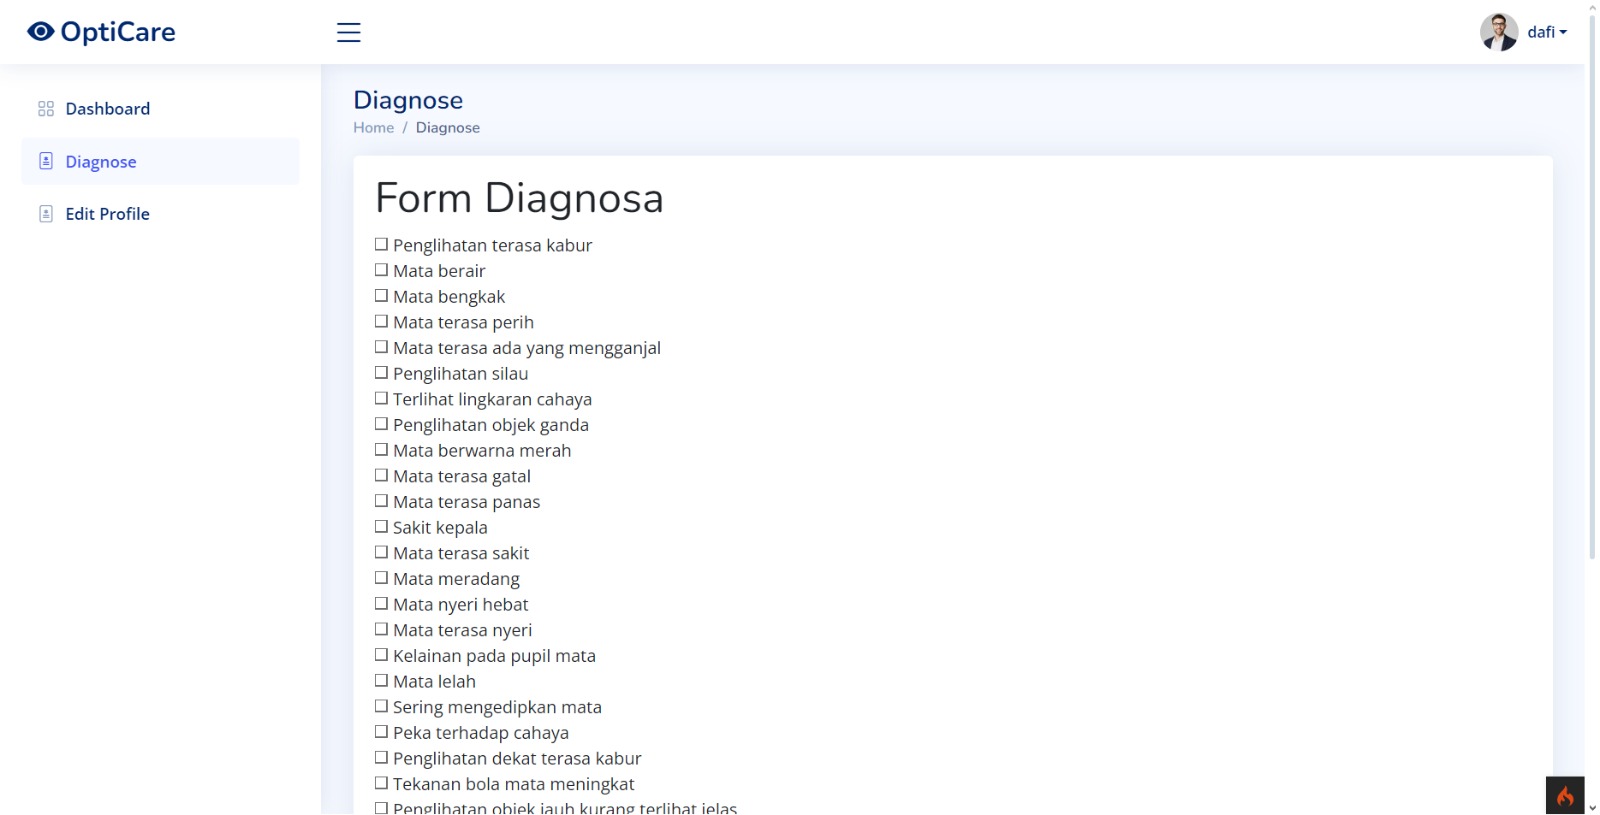 OptiCare
dafi
Dashboard
Diagnose
Edit Profile
Diagnose
Home / Diagnose
Form Diagnosa
Penglihatan terasa kabur
Mata berair
Mata bengkak
Mata terasa perih
Mata terasa ada yang mengganjal
Penglihatan silau
Terlihat lingkaran cahaya
Penglihatan objek ganda
Mata berwarna merah
Mata terasa gatal
Mata terasa panas
Sakit kepala
Mata terasa sakit
Mata meradang
Mata nyeri hebat
Mata terasa nyeri
Kelainan pada pupil mata
Mata lelah
Sering mengedipkan mata
Peka terhadap cahaya
Penglihatan dekat terasa kabur
Tekanan bola mata meningkat
Penglihatan objek jauh kurang terlihat jelas